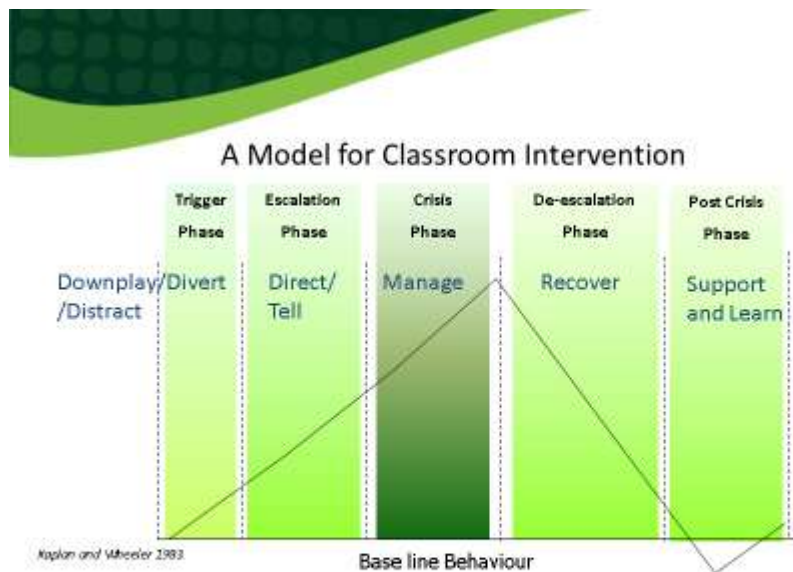 A Model for Classroom Intervention
Trigger
Phase
Escalation
Phase
Crisis
Phase
De-escalation
Phase
Post Crisis
Phase
Downplay/Divert
/Distract
Direct/
Tell
Manage
Recover
Support
and Learn
Kaplan and Wheeler 1983
Base line Behaviour